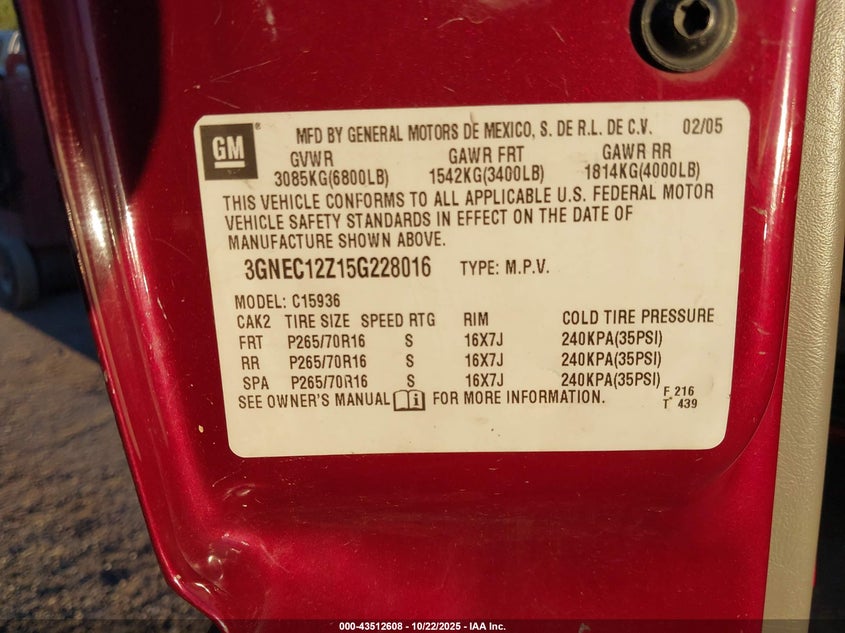 GM ® MFD BY GENERAL MOTORS DE MEXICO, S. DE R.L. DE C.V. 02/05
GVWR GAWR FRT GAWR RR
3085KG(6800LB) 1542KG(3400LB) 1814KG(4000LB)
THIS VEHICLE CONFORMS TO ALL APPLICABLE U.S. FEDERAL MOTOR
VEHICLE SAFETY STANDARDS IN EFFECT ON THE DATE OF
MANUFACTURE SHOWN ABOVE.
3GNEC12Z15G228016 TYPE: M.P.V.
MODEL: C15936
CAK2 TIRE SIZE SPEED RTG RIM COLD TIRE PRESSURE
FRT P265/70R16 S 16X7J 240KPA(35PSI)
RR P265/70R16 S 16X7J 240KPA(35PSI)
SPA P265/70R16 S 16X7J 240KPA(35PSI)
SEE OWNER'S MANUAL FOR MORE INFORMATION. F 216
T 439
000-43512608 - 10/22/2025 - IAA Inc.